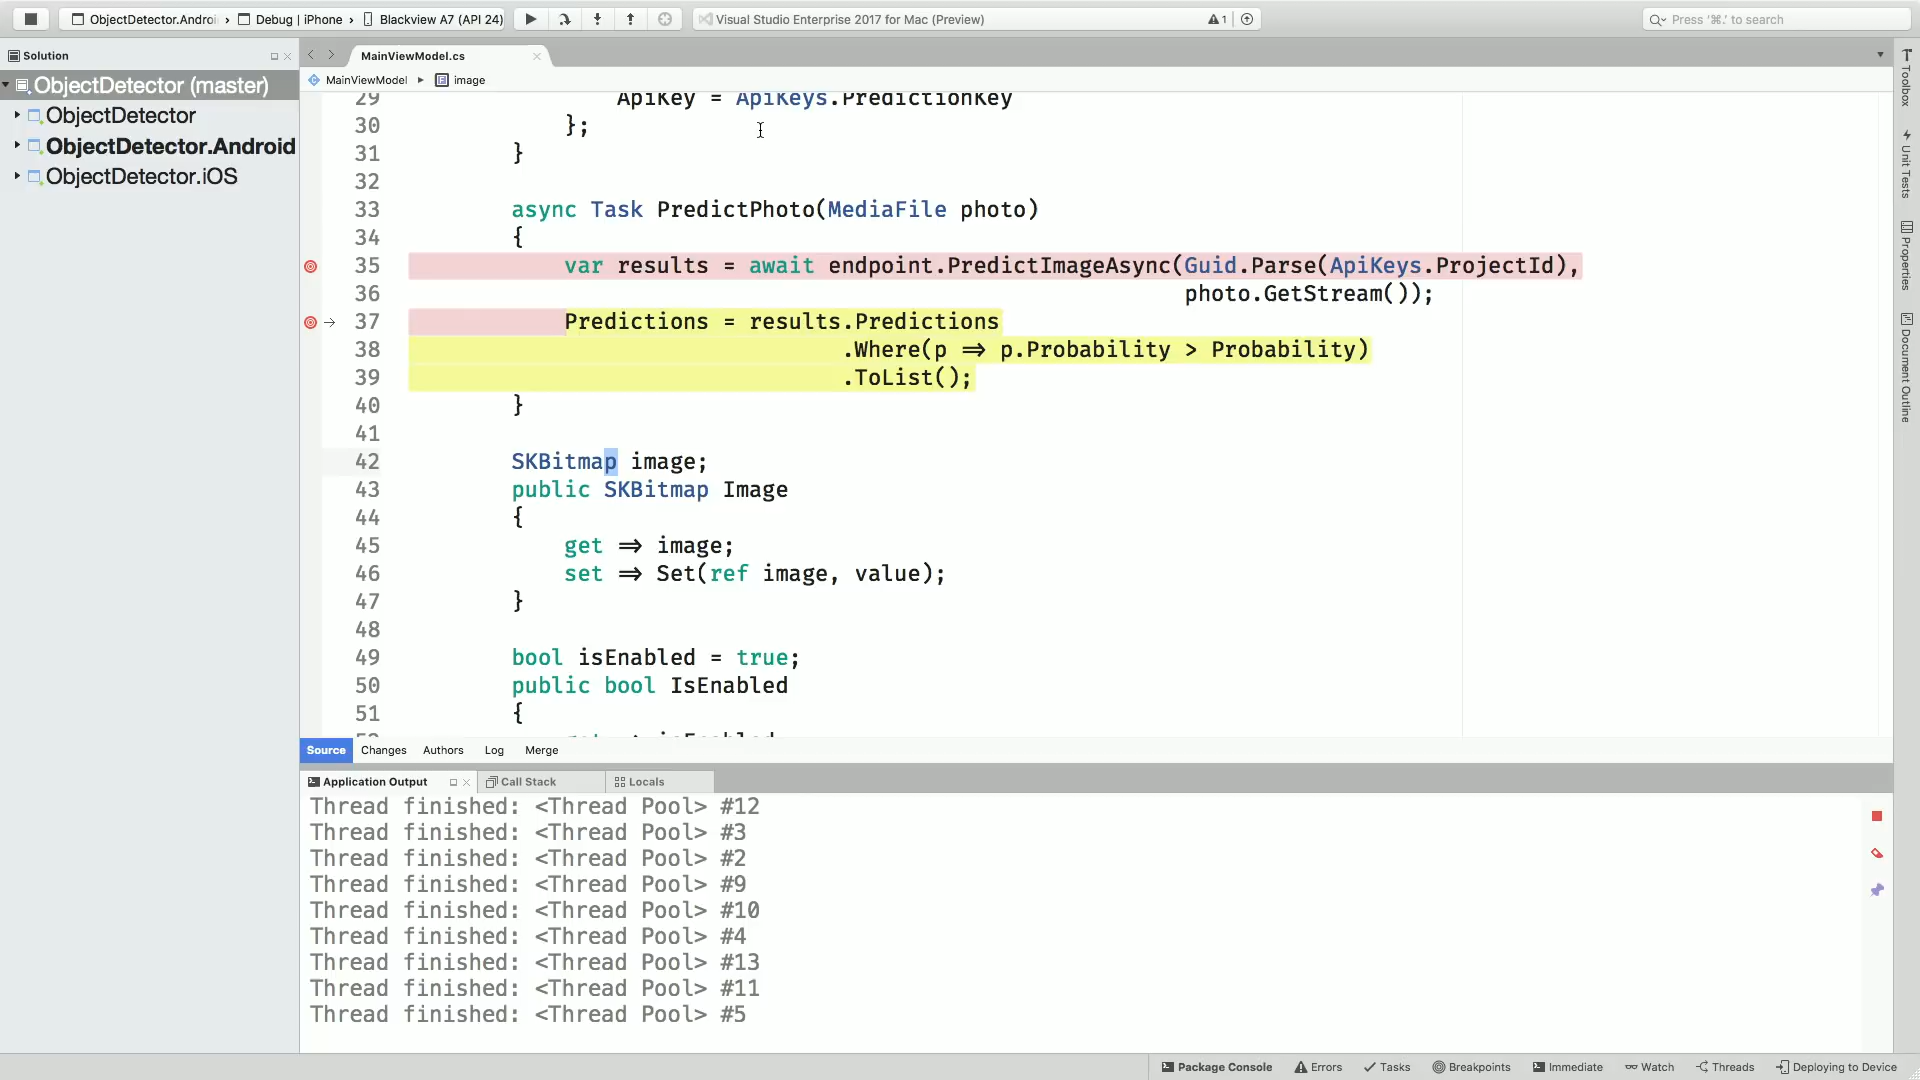 ObjectDetector.Androi › Debug | iPhone › Blackview A7 (API 24)
Visual Studio Enterprise 2017 for Mac (Preview)
1
Press '⌘.' to search
Solution
ObjectDetector (master)
ObjectDetector
ObjectDetector.Android
ObjectDetector.iOS
MainViewModel.cs
MainViewModel ▸ image
29 ApiKey = ApiKeys.PredictionKey
30 };
31 }
32
33 async Task PredictPhoto(MediaFile photo)
34 {
35 var results = await endpoint.PredictImageAsync(Guid.Parse(ApiKeys.ProjectId),
36 photo.GetStream());
37 Predictions = results.Predictions
38 .Where(p => p.Probability > Probability)
39 .ToList();
40 }
41
42 SKBitmap image;
43 public SKBitmap Image
44 {
45 get => image;
46 set => Set(ref image, value);
47 }
48
49 bool isEnabled = true;
50 public bool IsEnabled
51 {
Source Changes Authors Log Merge
Application Output Call Stack Locals
Thread finished: <Thread Pool> #12
Thread finished: <Thread Pool> #3
Thread finished: <Thread Pool> #2
Thread finished: <Thread Pool> #9
Thread finished: <Thread Pool> #10
Thread finished: <Thread Pool> #4
Thread finished: <Thread Pool> #13
Thread finished: <Thread Pool> #11
Thread finished: <Thread Pool> #5
Toolbox
Unit Tests
Properties
Document Outline
Package Console Errors Tasks Breakpoints Immediate Watch Threads Deploying to Device